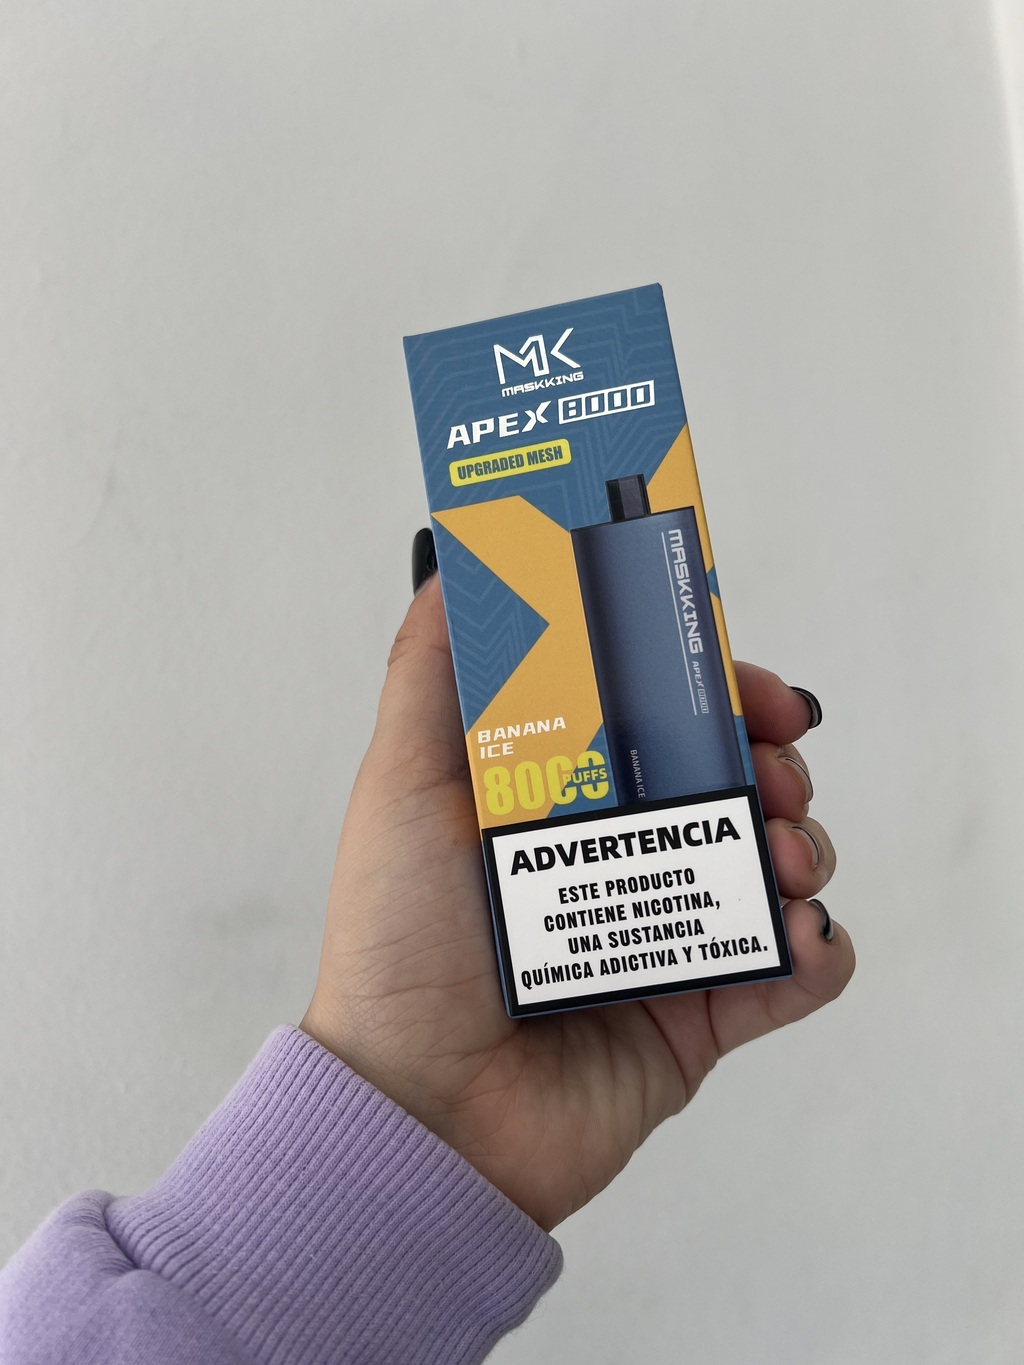 MK
MASKKING
APEX 8000
UPGRADED MESH
MASKKING
APEX 8000
BANANA ICE
BANANA
ICE
8000
PUFFS
ADVERTENCIA
ESTE PRODUCTO
CONTIENE NICOTINA,
UNA SUSTANCIA
QUÍMICA ADICTIVA Y TÓXICA.